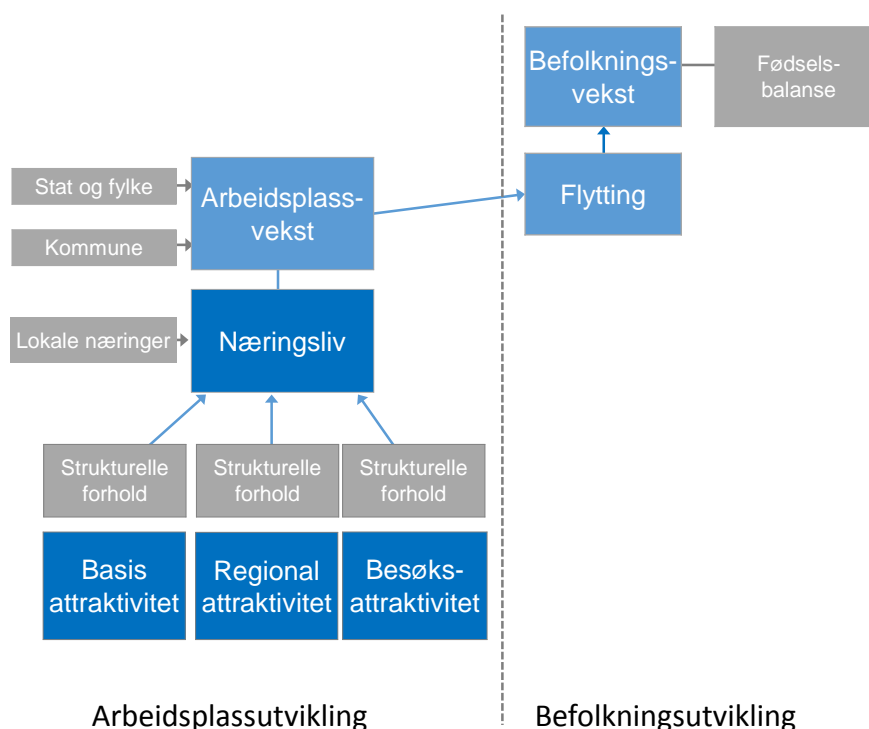 Befolknings-
vekst
Fødsels-
balanse
Stat og fylke
Arbeidsplass-
vekst
Flytting
Kommune
Lokale næringer
Næringsliv
Strukturelle
forhold
Strukturelle
forhold
Strukturelle
forhold
Basis
attraktivitet
Regional
attraktivitet
Besøks-
attraktivitet
Arbeidsplassutvikling
Befolkningsutvikling